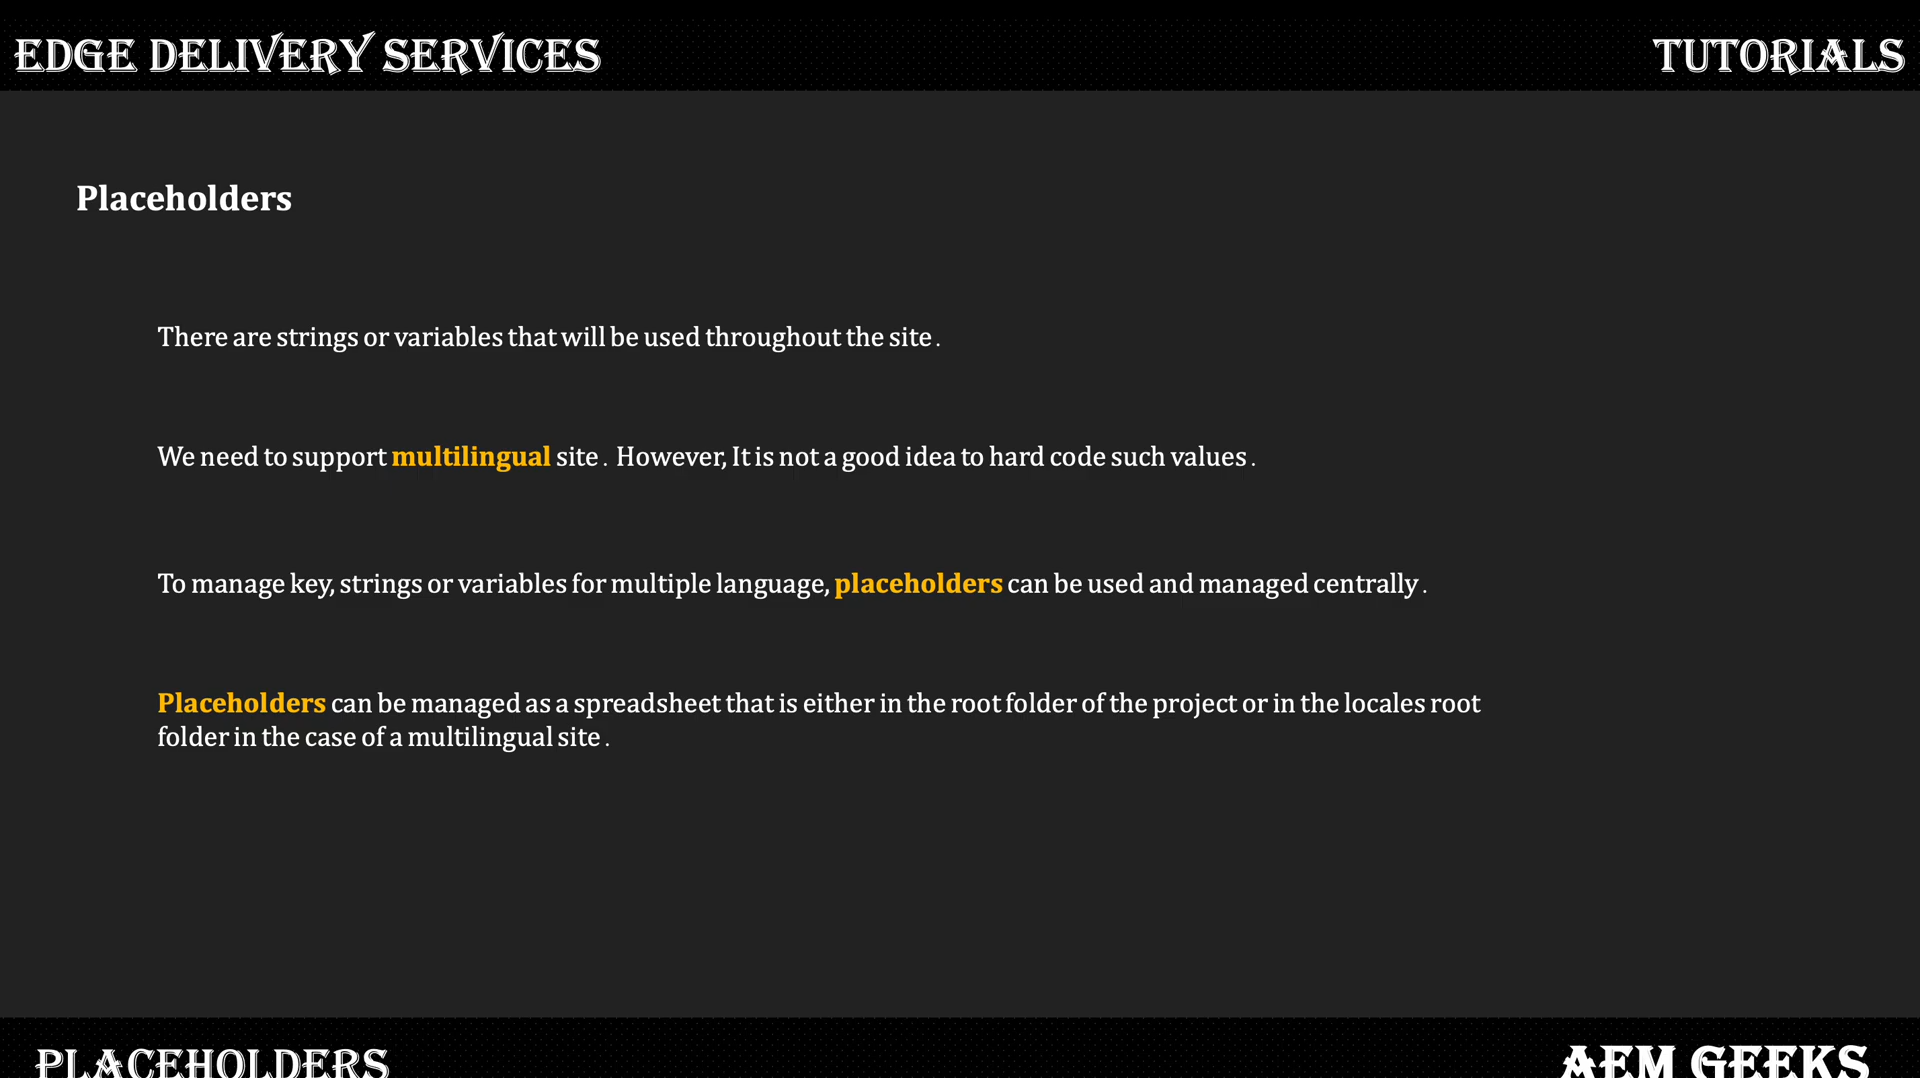 EDGE DELIVERY SERVICES
TUTORIALS
Placeholders
There are strings or variables that will be used throughout the site.
We need to support multilingual site. However, It is not a good idea to hard code such values.
To manage key, strings or variables for multiple language, placeholders can be used and managed centrally.
Placeholders can be managed as a spreadsheet that is either in the root folder of the project or in the locales root
folder in the case of a multilingual site.
PLACEHOLDERS
AEM GEEKS